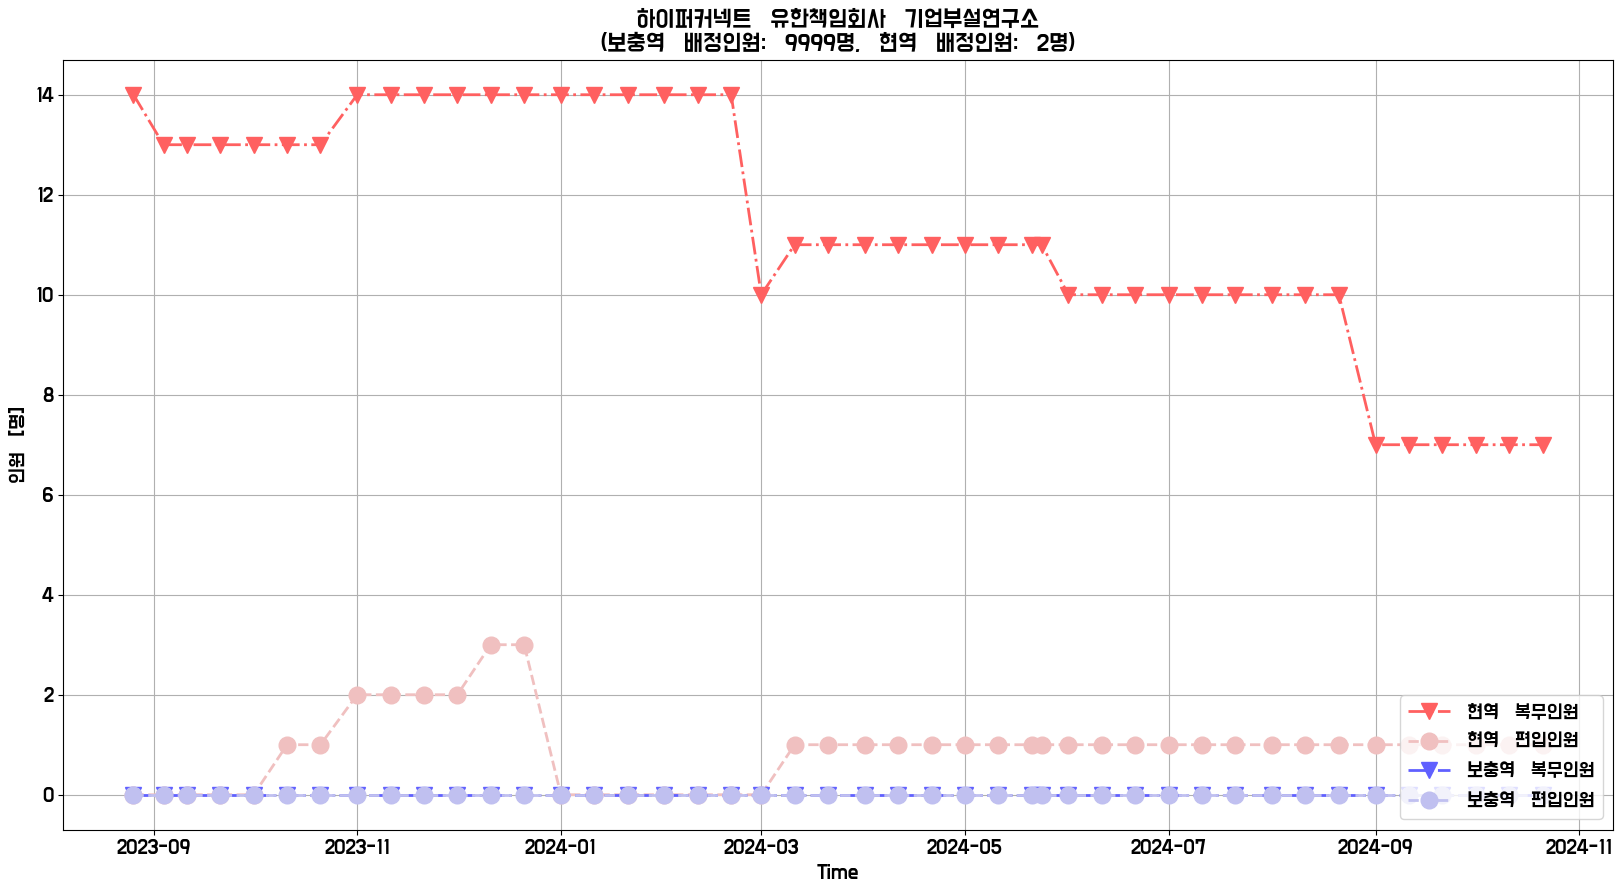 하이퍼커넥트 유한책임회사 기업부설연구소
(보충역 배정인원: 9999명, 현역 배정인원: 2명)
14
12
10
8
6
4
2
0
인원 [명]
현역 복무인원
현역 편입인원
보충역 복무인원
보충역 편입인원
2023-09 2023-11 2024-01 2024-03 2024-05 2024-07 2024-09 2024-11
Time